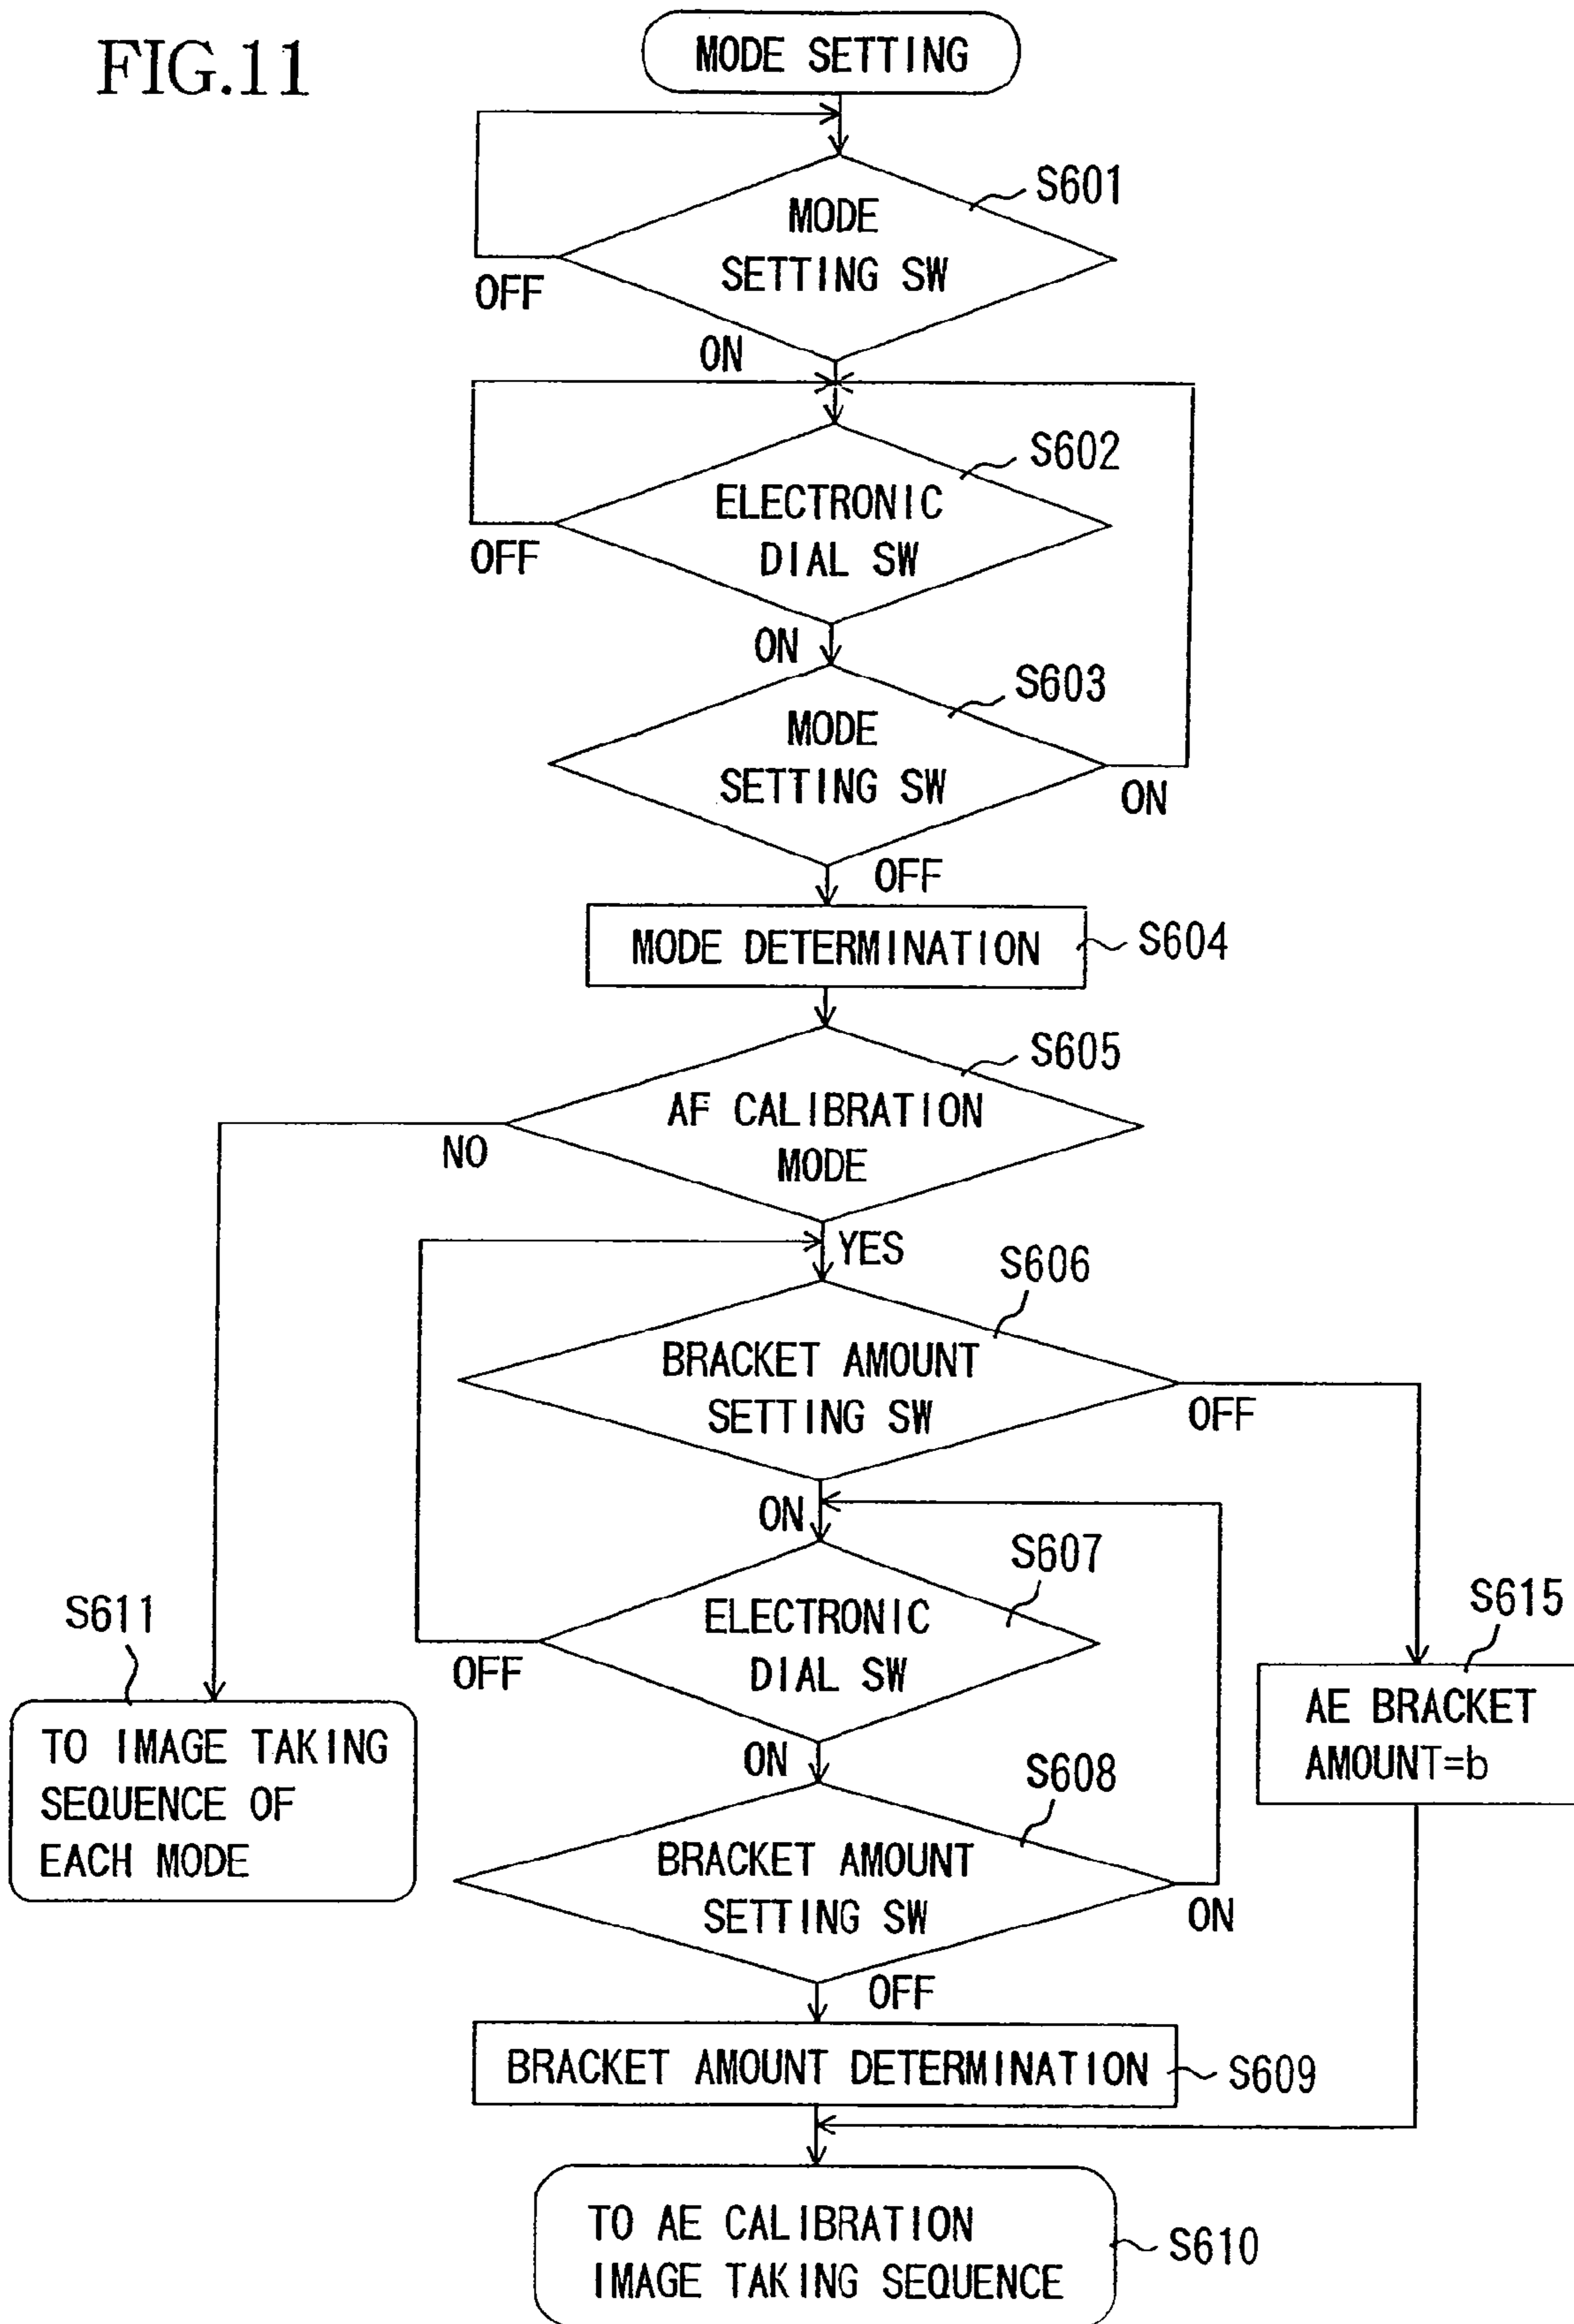 FIG.11
MODE SETTING
S601
MODE
SETTING SW
OFF
ON
S602
ELECTRONIC
DIAL SW
OFF
ON
S603
MODE
SETTING SW
ON
OFF
MODE DETERMINATION
S604
S605
AF CALIBRATION
MODE
NO
YES
S606
BRACKET AMOUNT
SETTING SW
OFF
ON
S607
ELECTRONIC
DIAL SW
OFF
ON
S611
TO IMAGE TAKING
SEQUENCE OF
EACH MODE
S615
AE BRACKET
AMOUNT=b
S608
BRACKET AMOUNT
SETTING SW
ON
OFF
BRACKET AMOUNT DETERMINATION
S609
TO AE CALIBRATION
IMAGE TAKING SEQUENCE
S610